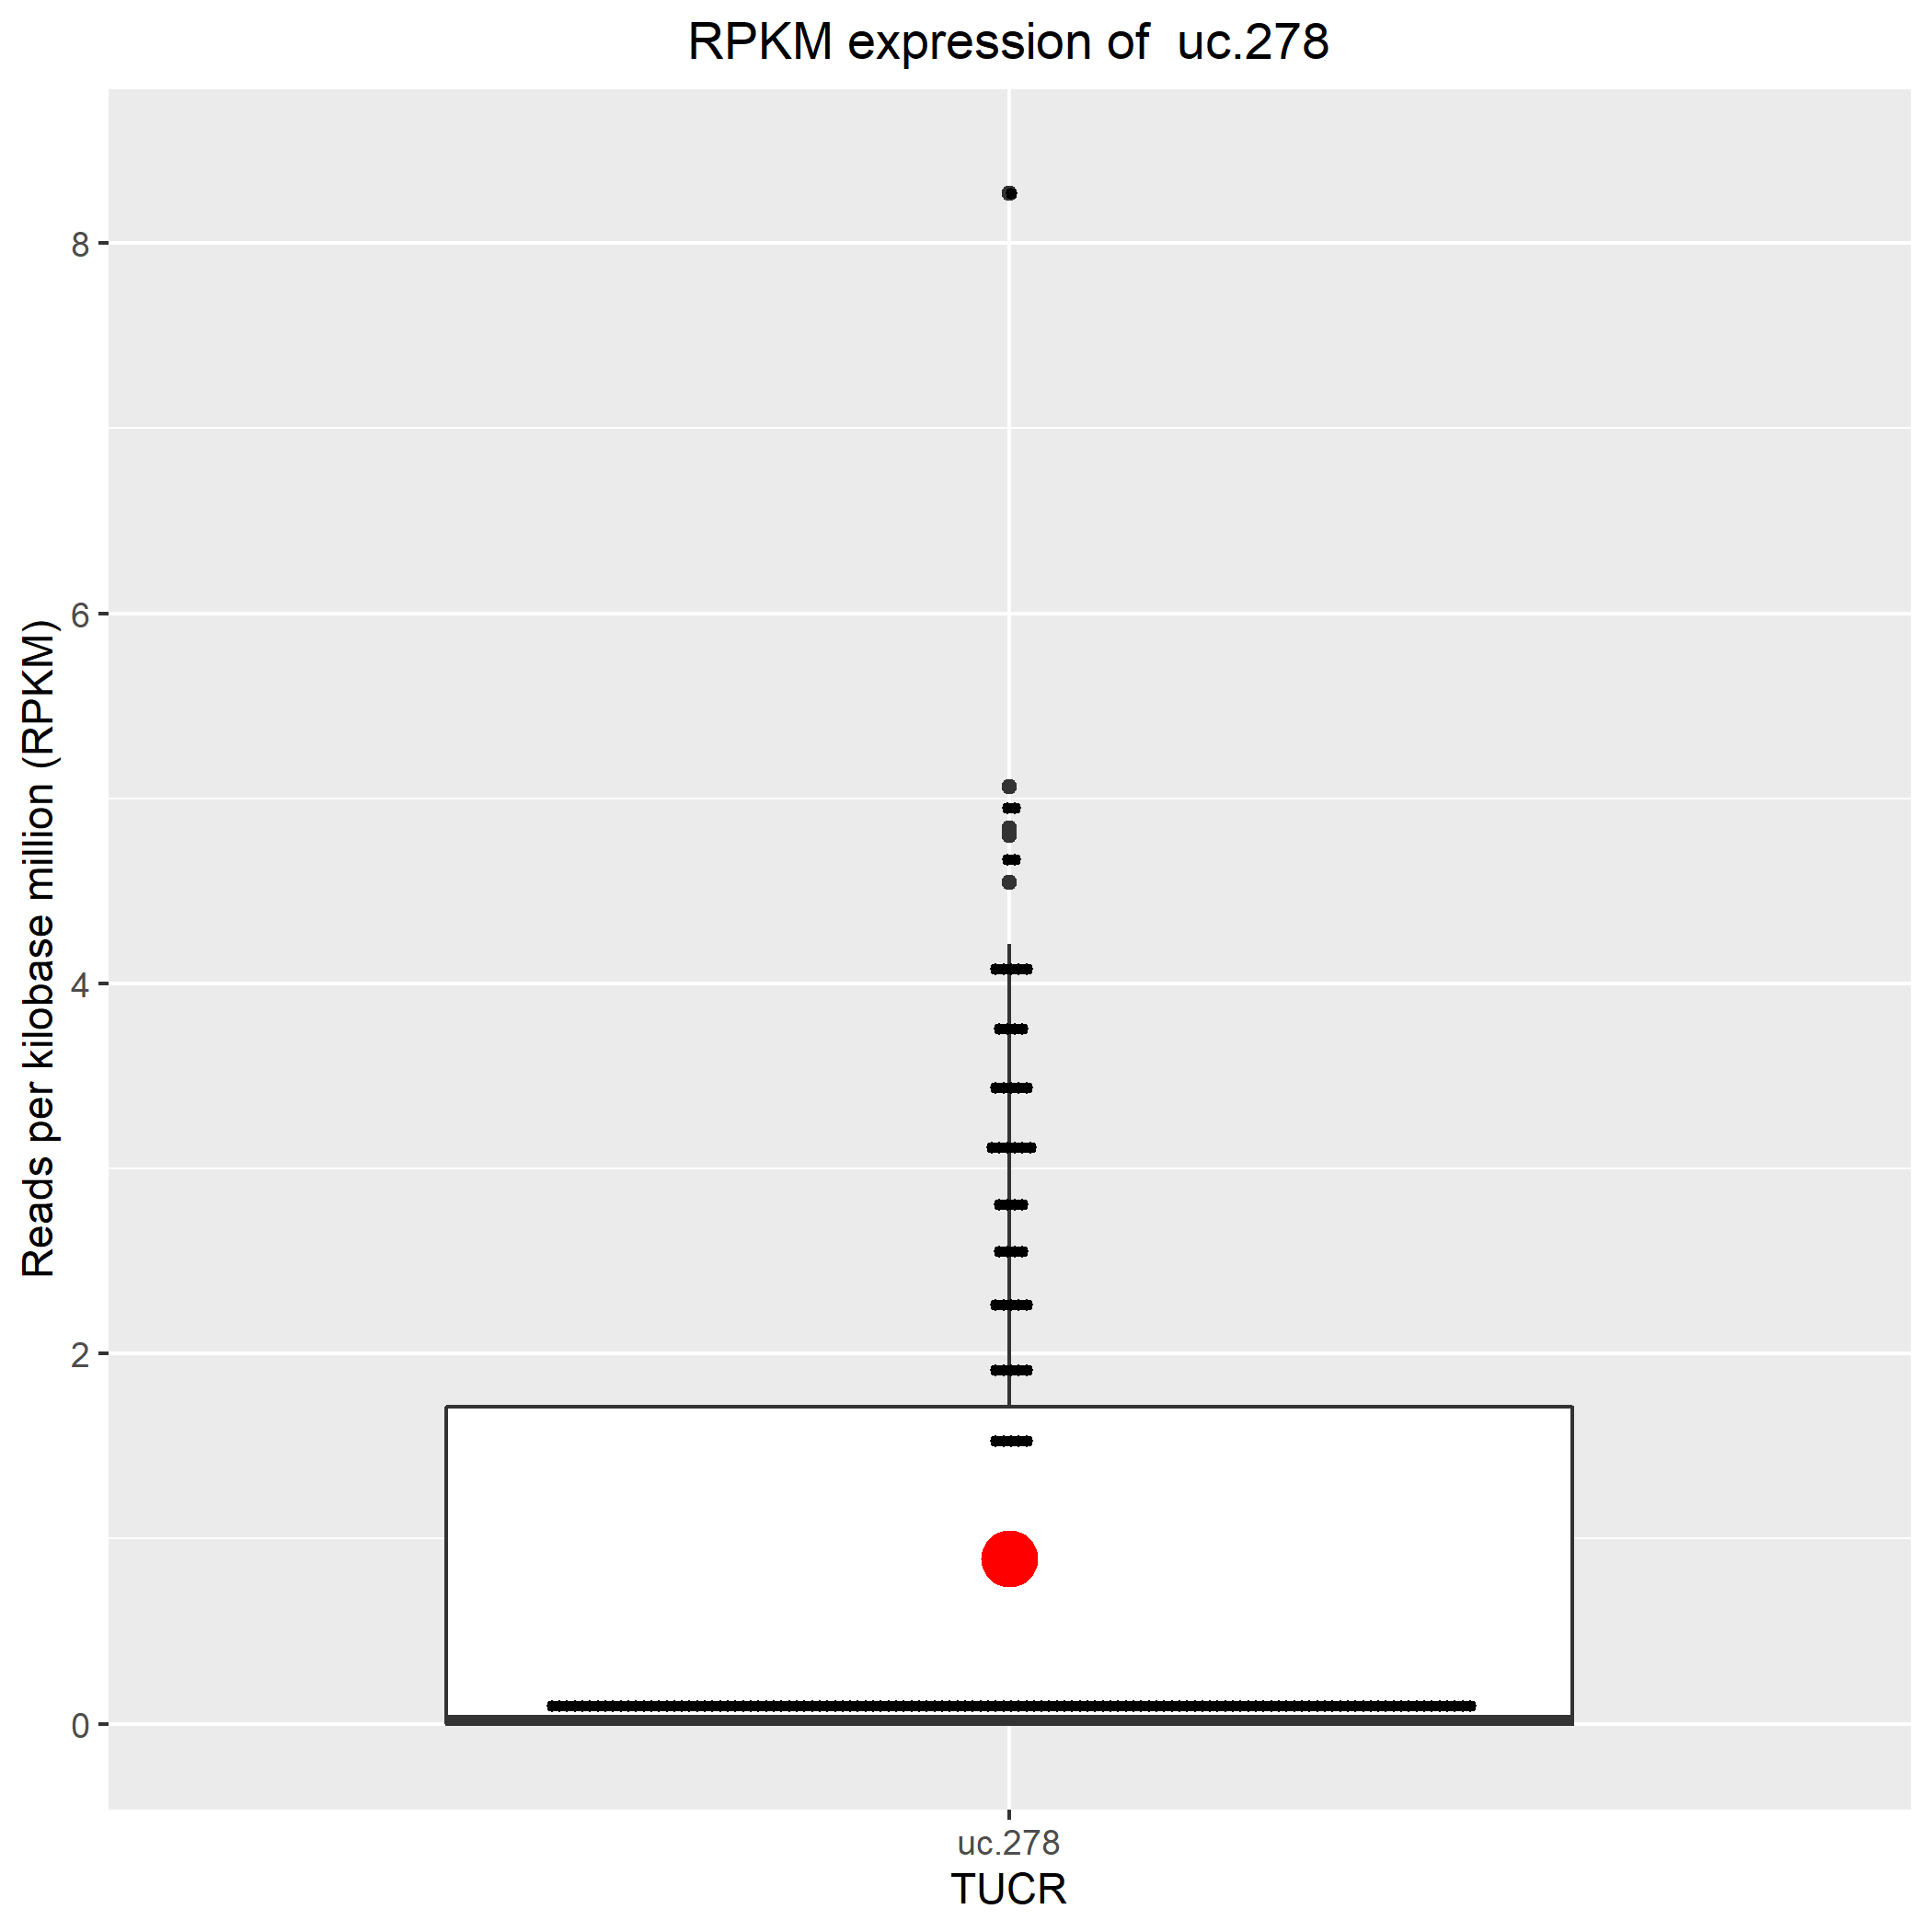 RPKM expression of  uc.278
Reads per kilobase million (RPKM)
8
6
4
2
0
uc.278
TUCR